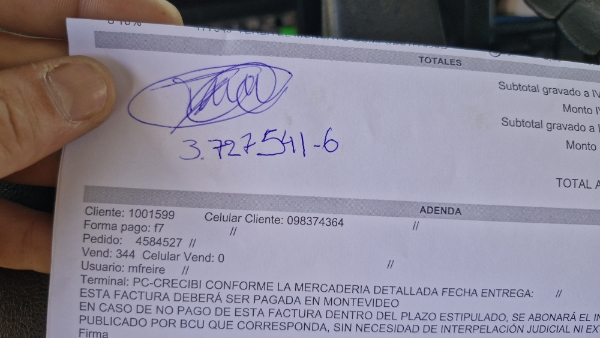 TOTALES
Subtotal gravado a IV
Monto I
Subtotal gravado a I
Monto
TOTAL A
3.727541-6
ADENDA
Cliente: 1001599 Celular Cliente: 098374364 //
Forma pago: f7 //
Pedido: 4584527 //
Vend: 344 Celular Vend: 0 //
Usuario: mfreire //
Terminal: PC-CRECIBI CONFORME LA MERCADERIA DETALLADA FECHA ENTREGA: //
ESTA FACTURA DEBERÁ SER PAGADA EN MONTEVIDEO
EN CASO DE NO PAGO DE ESTA FACTURA DENTRO DEL PLAZO ESTIPULADO, SE ABONARÁ EL IN
PUBLICADO POR BCU QUE CORRESPONDA, SIN NECESIDAD DE INTERPELACIÓN JUDICIAL NI EX
Firma